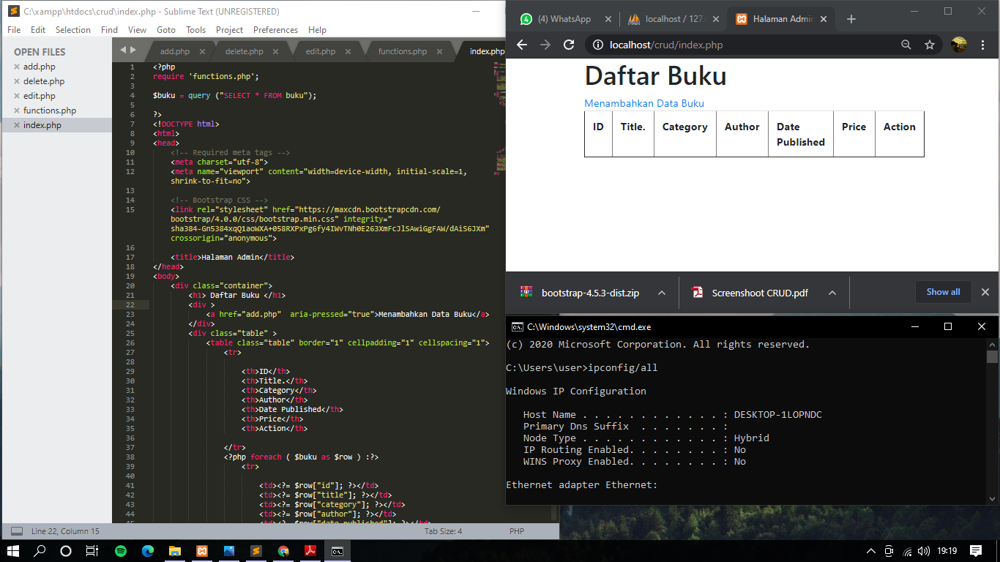 C:\xampp\htdocs\crud\index.php - Sublime Text (UNREGISTERED)
File Edit Selection Find View Goto Tools Project Preferences Help
OPEN FILES
add.php
delete.php
edit.php
functions.php
index.php
add.php delete.php edit.php functions.php index.php
1 <?php
2 require 'functions.php';
3
4 $buku = query ("SELECT * FROM buku");
5
6 ?>
7 <!DOCTYPE html>
8 <html>
9 <head>
10 <!-- Required meta tags -->
11 <meta charset="utf-8">
12 <meta name="viewport" content="width=device-width, initial-scale=1,
shrink-to-fit=no">
13
14 <!-- Bootstrap CSS -->
15 <link rel="stylesheet" href="https://maxcdn.bootstrapcdn.com/
bootstrap/4.0.0/css/bootstrap.min.css" integrity="
sha384-Gn5384xqQ1aoWXA+058RXPxPg6fy4IWvTNh0E263XmFcJlSAwiGgFAW/dAiS6JXm"
crossorigin="anonymous">
16
17 <title>Halaman Admin</title>
18 </head>
19 <body>
20 <div class="container">
21 <h1> Daftar Buku </h1>
22 <div >
23 <a href="add.php"  aria-pressed="true">Menambahkan Data Buku</a>
24 </div>
25 <div class="table" >
26 <table class="table" border="1" cellpadding="1" cellspacing="1">
27 <tr>
28
29 <th>ID</th>
30 <th>Title.</th>
31 <th>Category</th>
32 <th>Author</th>
33 <th>Date Published</th>
34 <th>Price</th>
35 <th>Action</th>
36
37 </tr>
38 <?php foreach ( $buku as $row ) :?>
39 <tr>
40
41 <td><?= $row["id"]; ?></td>
42 <td><?= $row["title"]; ?></td>
43 <td><?= $row["category"]; ?></td>
44 <td><?= $row["author"]; ?></td>
45 <td><?= $row["date_published"]; ?></td>
Line 22, Column 15 Tab Size: 4 PHP
(4) WhatsApp localhost / 127. Halaman Admin
localhost/crud/index.php
Daftar Buku
Menambahkan Data Buku
ID Title. Category Author Date Published Price Action
bootstrap-4.5.3-dist.zip Screenshoot CRUD.pdf Show all
C:\Windows\system32\cmd.exe
(c) 2020 Microsoft Corporation. All rights reserved.
C:\Users\user>ipconfig/all
Windows IP Configuration
Host Name . . . . . . . . . . . . : DESKTOP-1LOPNDC
Primary Dns Suffix  . . . . . . . :
Node Type . . . . . . . . . . . . : Hybrid
IP Routing Enabled. . . . . . . . : No
WINS Proxy Enabled. . . . . . . . : No
Ethernet adapter Ethernet:
19:19